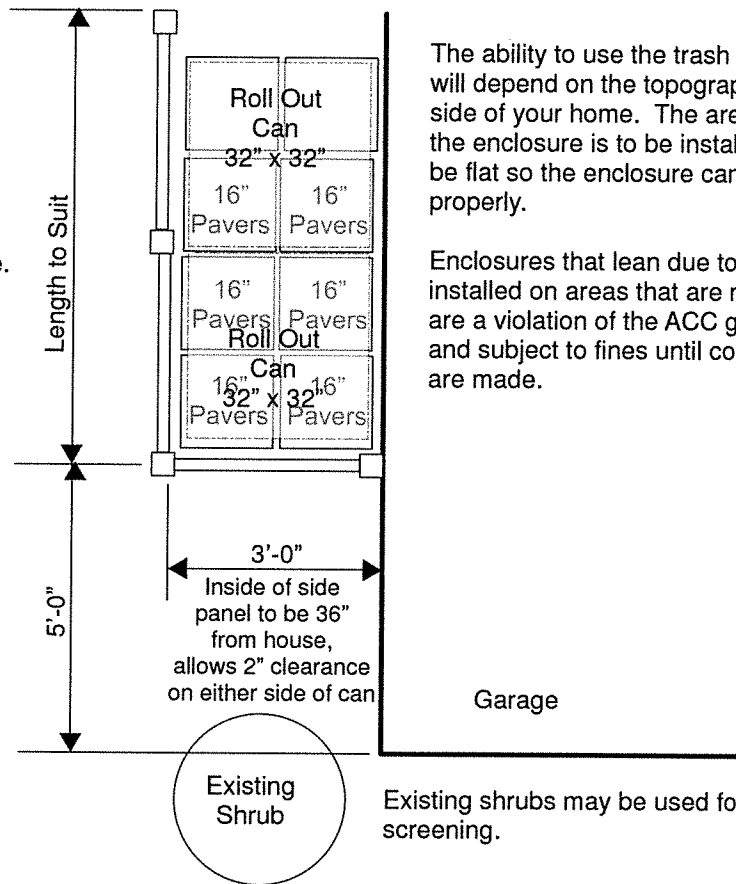 The ability to use the trash
will depend on the topograp
side of your home. The are
the enclosure is to be instal
be flat so the enclosure can
properly.
Enclosures that lean due to
installed on areas that are
are a violation of the ACC g
and subject to fines until co
are made.
Roll Out
Can
32" x 32"
16"
Pavers
16"
Pavers
16"
Pavers
16"
Pavers
Roll Out
Can
32" x 32"
16"
Pavers
16"
Pavers
Length to Suit
e.
3'-0"
Inside of side
panel to be 36"
from house,
allows 2" clearance
on either side of can
5'-0"
Garage
Existing
Shrub
Existing shrubs may be used fo
screening.